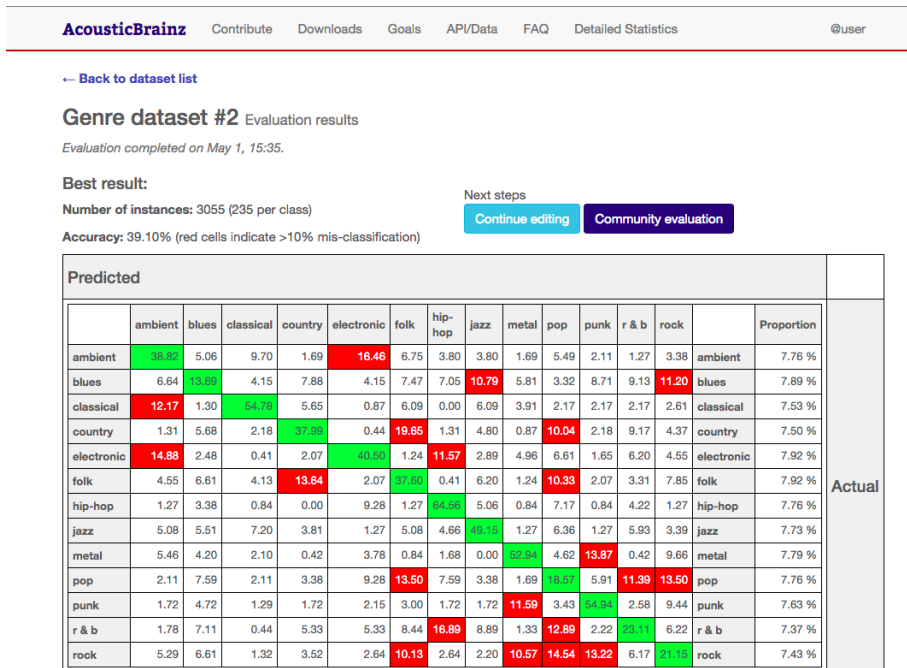 AcousticBrainz Contribute Downloads Goals API/Data FAQ Detailed Statistics @user
← Back to dataset list
Genre dataset #2 Evaluation results
Evaluation completed on May 1, 15:35.
Best result:
Number of instances: 3055 (235 per class)
Accuracy: 39.10% (red cells indicate >10% mis-classification)
Next steps
Continue editing Community evaluation
Predicted
ambient blues classical country electronic folk hip-hop jazz metal pop punk r & b rock Proportion
ambient 38.82 5.06 9.70 1.69 16.46 6.75 3.80 3.80 1.69 5.49 2.11 1.27 3.38 ambient 7.76 %
blues 6.64 13.69 4.15 7.88 4.15 7.47 7.05 10.79 5.81 3.32 8.71 9.13 11.20 blues 7.89 %
classical 12.17 1.30 54.78 5.65 0.87 6.09 0.00 6.09 3.91 2.17 2.17 2.17 2.61 classical 7.53 %
country 1.31 5.68 2.18 37.99 0.44 19.65 1.31 4.80 0.87 10.04 2.18 9.17 4.37 country 7.50 %
electronic 14.88 2.48 0.41 2.07 40.50 1.24 11.57 2.89 4.96 6.61 1.65 6.20 4.55 electronic 7.92 %
folk 4.55 6.61 4.13 13.64 2.07 37.60 0.41 6.20 1.24 10.33 2.07 3.31 7.85 folk 7.92 %
Actual
hip-hop 1.27 3.38 0.84 0.00 9.28 1.27 64.56 5.06 0.84 7.17 0.84 4.22 1.27 hip-hop 7.76 %
jazz 5.08 5.51 7.20 3.81 1.27 5.08 4.66 49.15 1.27 6.36 1.27 5.93 3.39 jazz 7.73 %
metal 5.46 4.20 2.10 0.42 3.78 0.84 1.68 0.00 52.94 4.62 13.87 0.42 9.66 metal 7.79 %
pop 2.11 7.59 2.11 3.38 9.28 13.50 7.59 3.38 1.69 18.57 5.91 11.39 13.50 pop 7.76 %
punk 1.72 4.72 1.29 1.72 2.15 3.00 1.72 1.72 11.59 3.43 54.94 2.58 9.44 punk 7.63 %
r & b 1.78 7.11 0.44 5.33 5.33 8.44 16.89 8.89 1.33 12.89 2.22 23.11 6.22 r & b 7.37 %
rock 5.29 6.61 1.32 3.52 2.64 10.13 2.64 2.20 10.57 14.54 13.22 6.17 21.15 rock 7.43 %